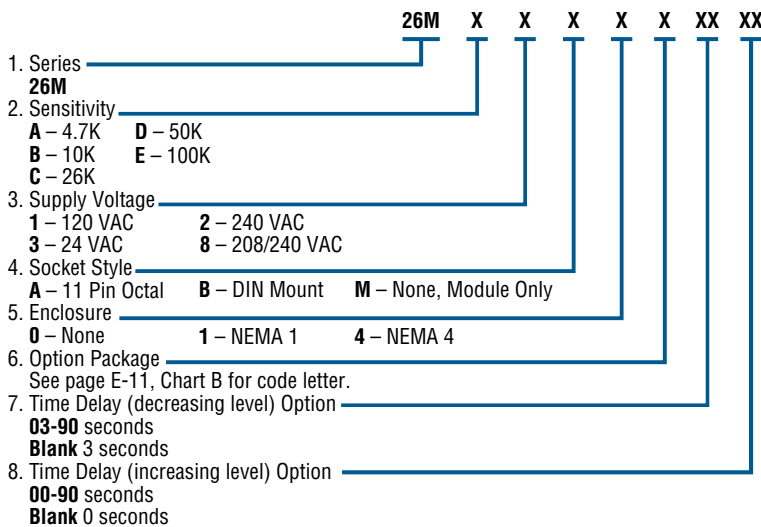 26M X X X X X XX XX
1. Series
26M
2. Sensitivity
A – 4.7K D – 50K
B – 10K E – 100K
C – 26K
3. Supply Voltage
1 – 120 VAC 2 – 240 VAC
3 – 24 VAC 8 – 208/240 VAC
4. Socket Style
A – 11 Pin Octal B – DIN Mount M – None, Module Only
5. Enclosure
0 – None 1 – NEMA 1 4 – NEMA 4
6. Option Package
See page E-11, Chart B for code letter.
7. Time Delay (decreasing level) Option
03-90 seconds
Blank 3 seconds
8. Time Delay (increasing level) Option
00-90 seconds
Blank 0 seconds